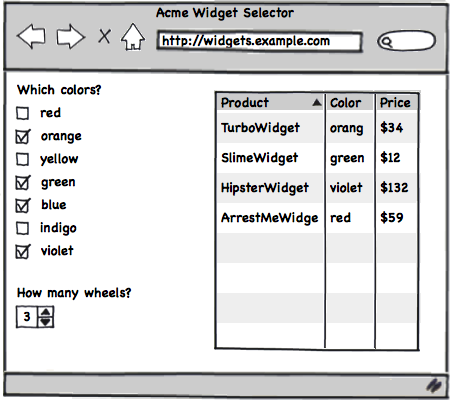 Acme Widget Selector
http://widgets.example.com
Which colors?
red
orange
yellow
green
blue
indigo
violet
How many wheels?
3
Product Color Price
TurboWidget orang $34
SlimeWidget green $12
HipsterWidget violet $132
ArrestMeWidge red $59